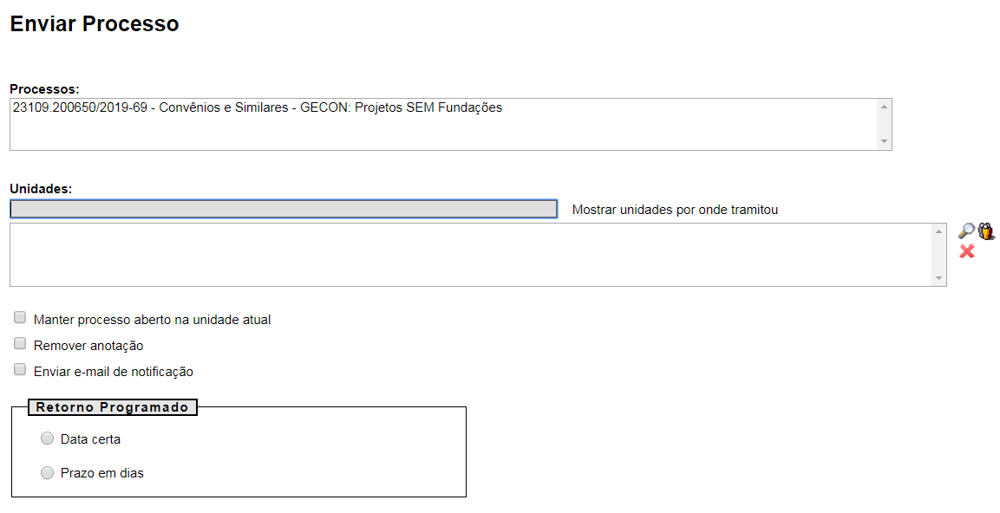 Enviar Processo
Processos:
23109.200650/2019-69 - Convênios e Similares - GECON: Projetos SEM Fundações
Unidades:
Mostrar unidades por onde tramitou
Manter processo aberto na unidade atual
Remover anotação
Enviar e-mail de notificação
Retorno Programado
Data certa
Prazo em dias